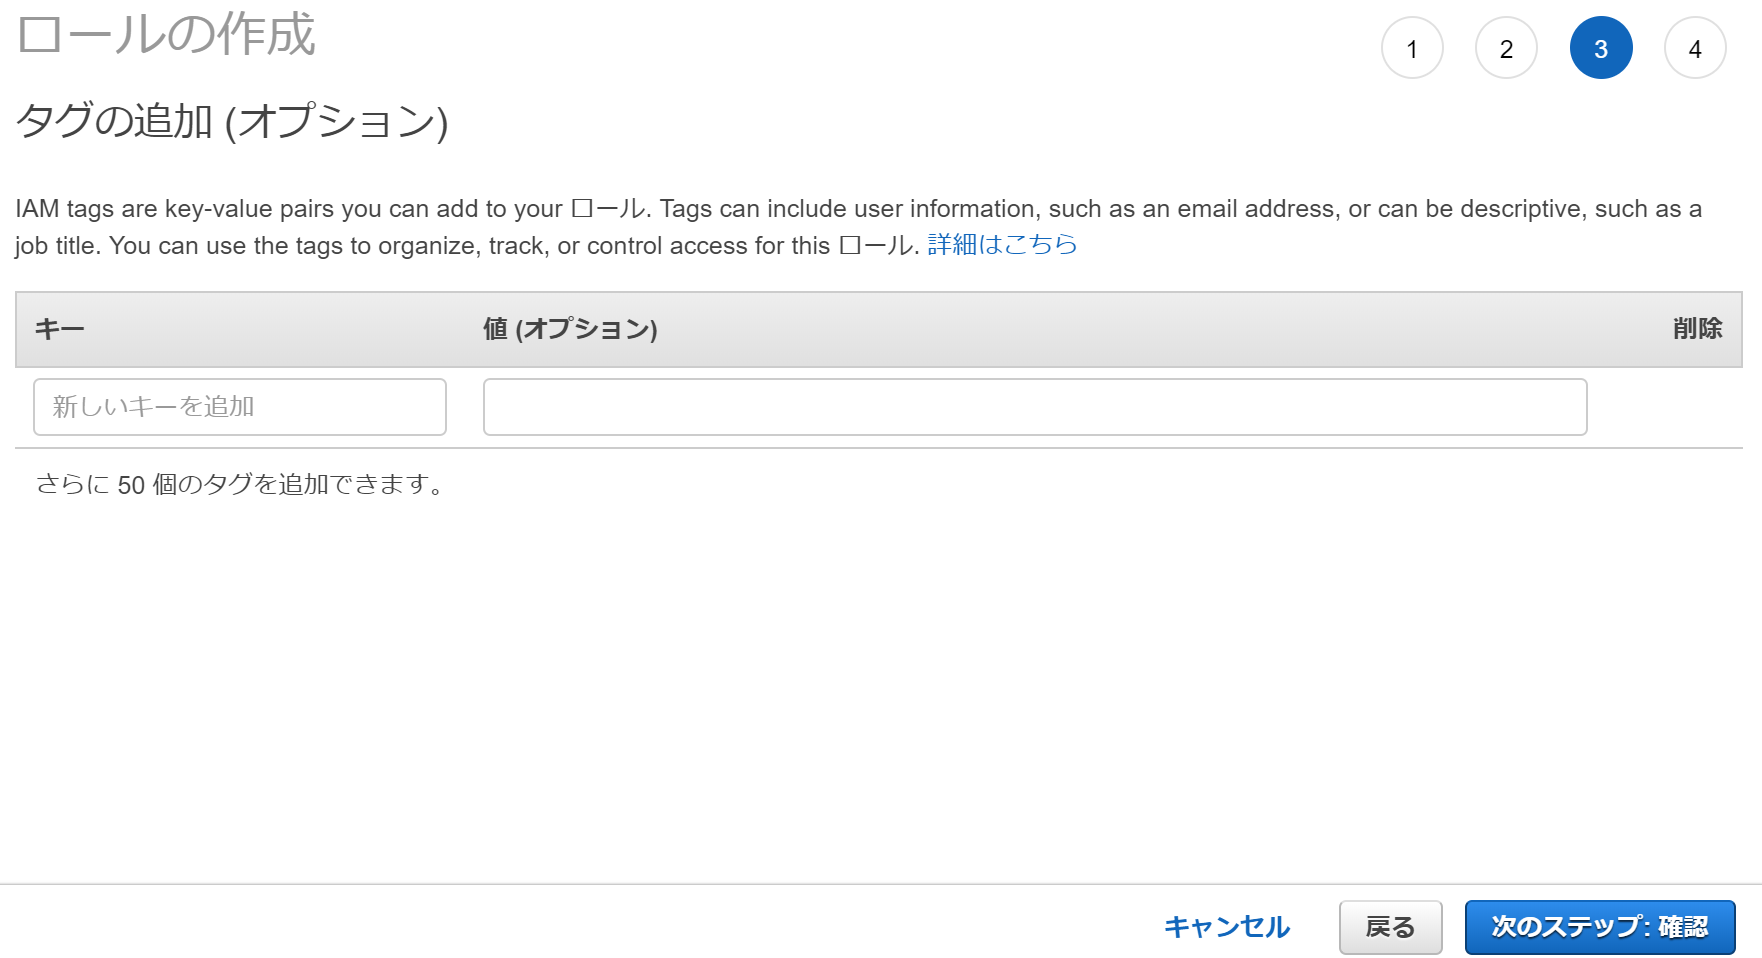 ロールの作成
1 2 3 4
タグの追加 (オプション)
IAM tags are key-value pairs you can add to your ロール. Tags can include user information, such as an email address, or can be descriptive, such as a
job title. You can use the tags to organize, track, or control access for this ロール. 詳細はこちら
キー 値 (オプション) 削除
新しいキーを追加
さらに 50 個のタグを追加できます。
キャンセル 戻る 次のステップ: 確認